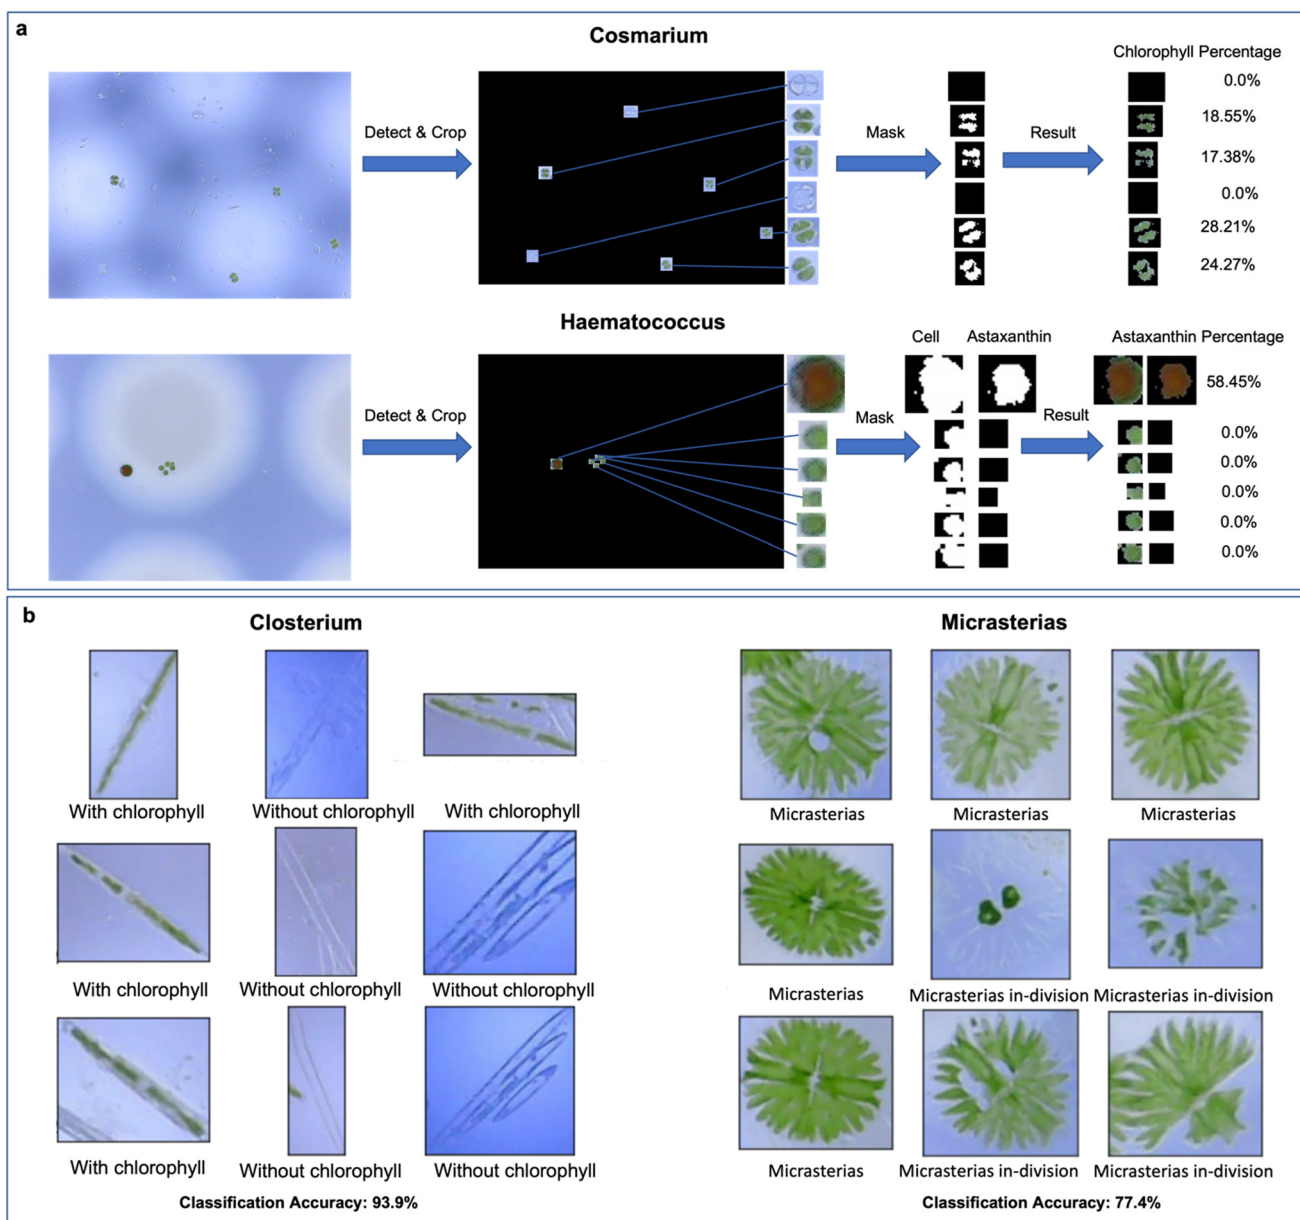 a
Cosmarium
Chlorophyll Percentage
Detect & Crop
Mask
Result
0.0%
18.55%
17.38%
0.0%
28.21%
24.27%
Haematococcus
Cell
Astaxanthin
Astaxanthin Percentage
Detect & Crop
Mask
Result
58.45%
0.0%
0.0%
0.0%
0.0%
0.0%
b
Closterium
With chlorophyll
Without chlorophyll
With chlorophyll
With chlorophyll
Without chlorophyll
Without chlorophyll
With chlorophyll
Without chlorophyll
Without chlorophyll
Classification Accuracy: 93.9%
Micrasterias
Micrasterias
Micrasterias
Micrasterias
Micrasterias
Micrasterias in-division
Micrasterias in-division
Micrasterias
Micrasterias in-division
Micrasterias in-division
Classification Accuracy: 77.4%